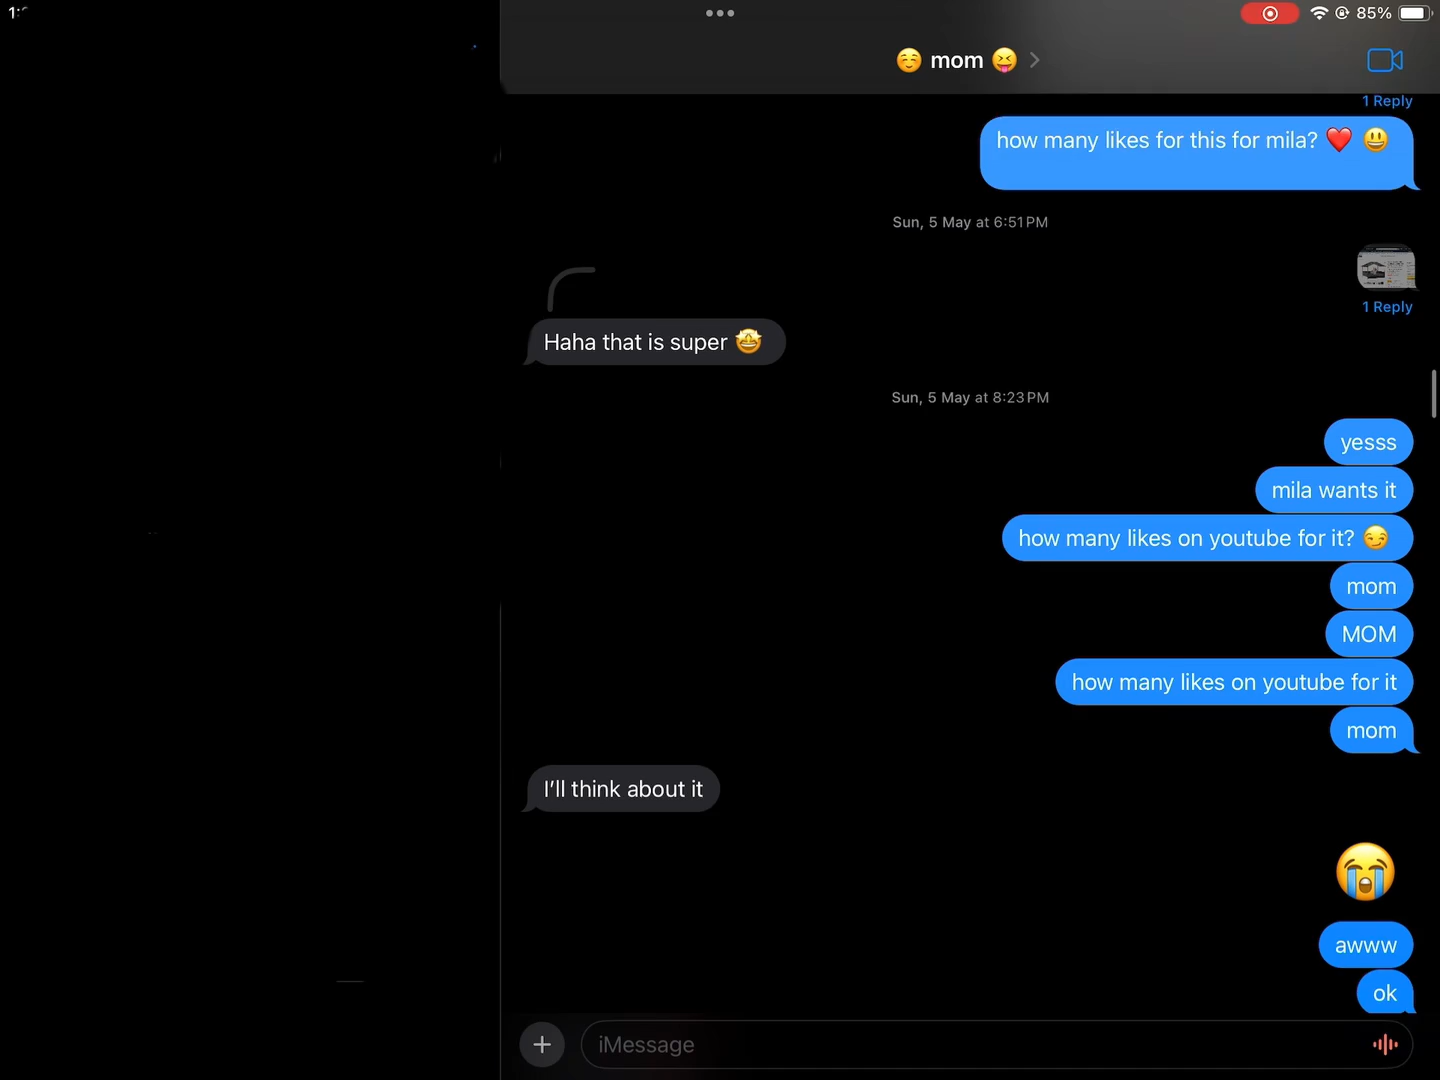 85%
☺️ mom 😝
1 Reply
how many likes for this for mila? ❤️ 😃
Sun, 5 May at 6:51 PM
1 Reply
Haha that is super 🤩
Sun, 5 May at 8:23 PM
yesss
mila wants it
how many likes on youtube for it? 😏
mom
MOM
how many likes on youtube for it
mom
I'll think about it
😭
awww
ok
iMessage